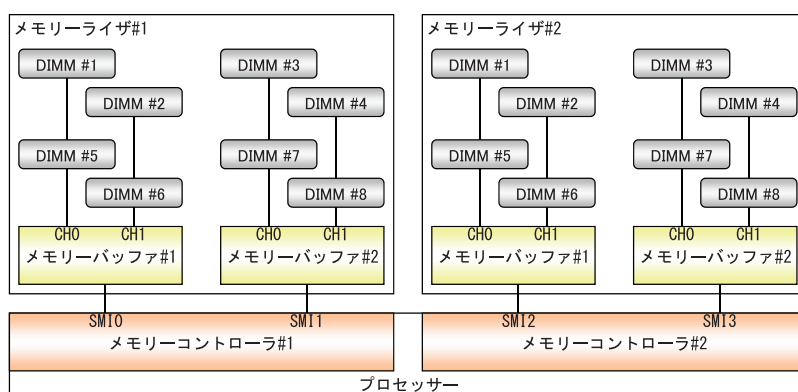 メモリーライザ#1
メモリーライザ#2
DIMM #1
DIMM #3
DIMM #1
DIMM #3
DIMM #2
DIMM #4
DIMM #2
DIMM #4
DIMM #5
DIMM #7
DIMM #5
DIMM #7
DIMM #6
DIMM #8
DIMM #6
DIMM #8
CH0 CH1
CH0 CH1
CH0 CH1
CH0 CH1
メモリーバッファ#1
メモリーバッファ#2
メモリーバッファ#1
メモリーバッファ#2
SMI0
SMI1
SMI2
SMI3
メモリーコントローラ#1
メモリーコントローラ#2
プロセッサー